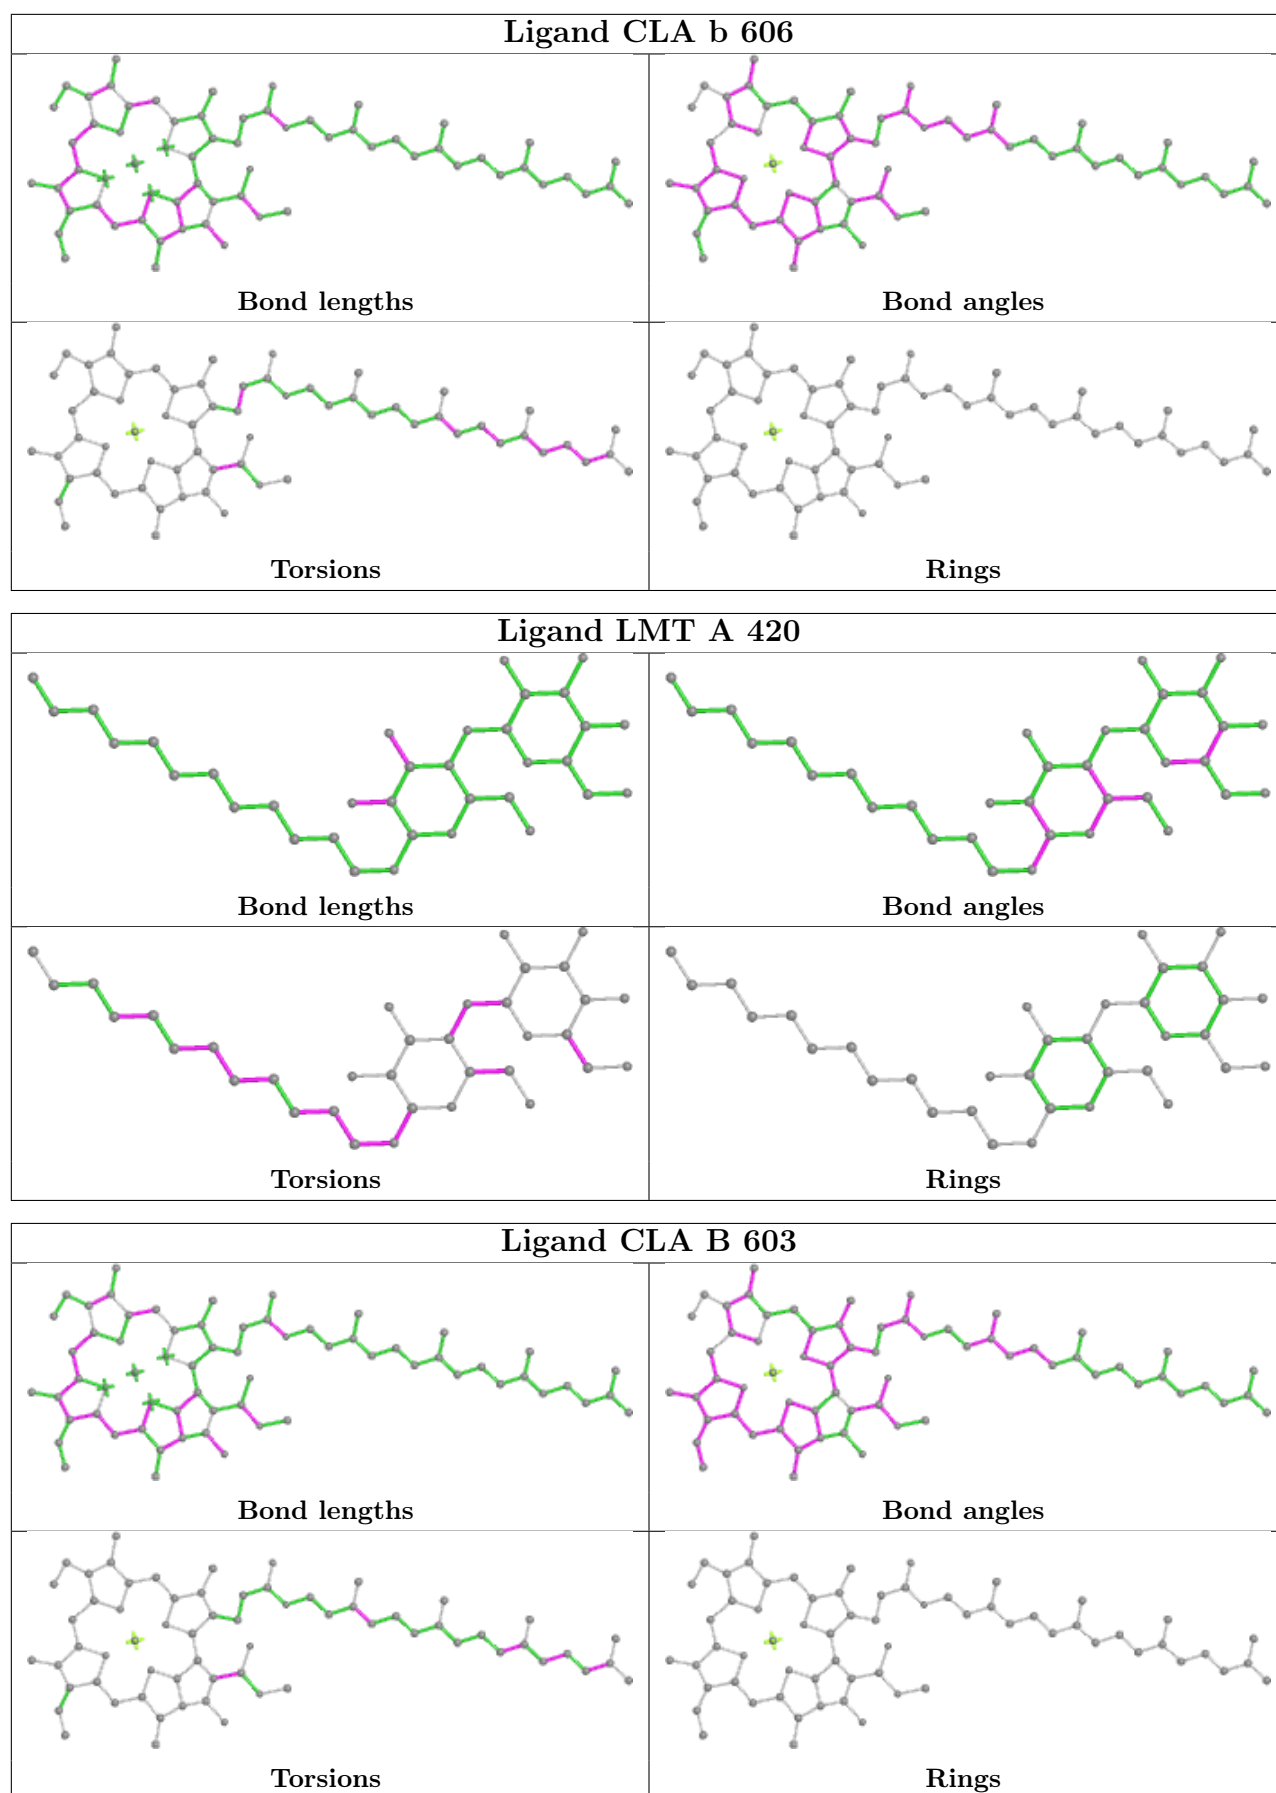 Ligand CLA b 606
Bond lengths
Bond angles
Torsions
Rings
Ligand LMT A 420
Bond lengths
Bond angles
Torsions
Rings
Ligand CLA B 603
Bond lengths
Bond angles
Torsions
Rings